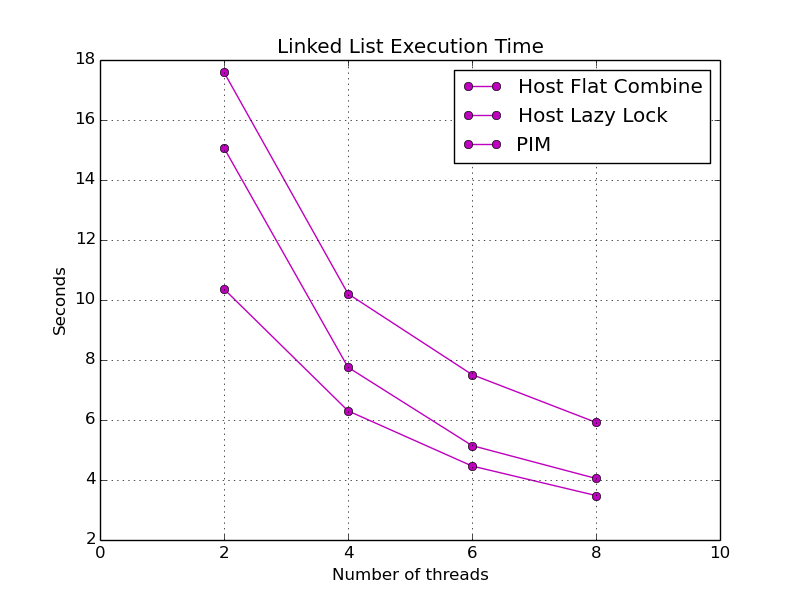 Linked List Execution Time
Host Flat Combine
Host Lazy Lock
PIM
18
16
14
12
10
8
6
4
2
Seconds
0
2
4
6
8
10
Number of threads